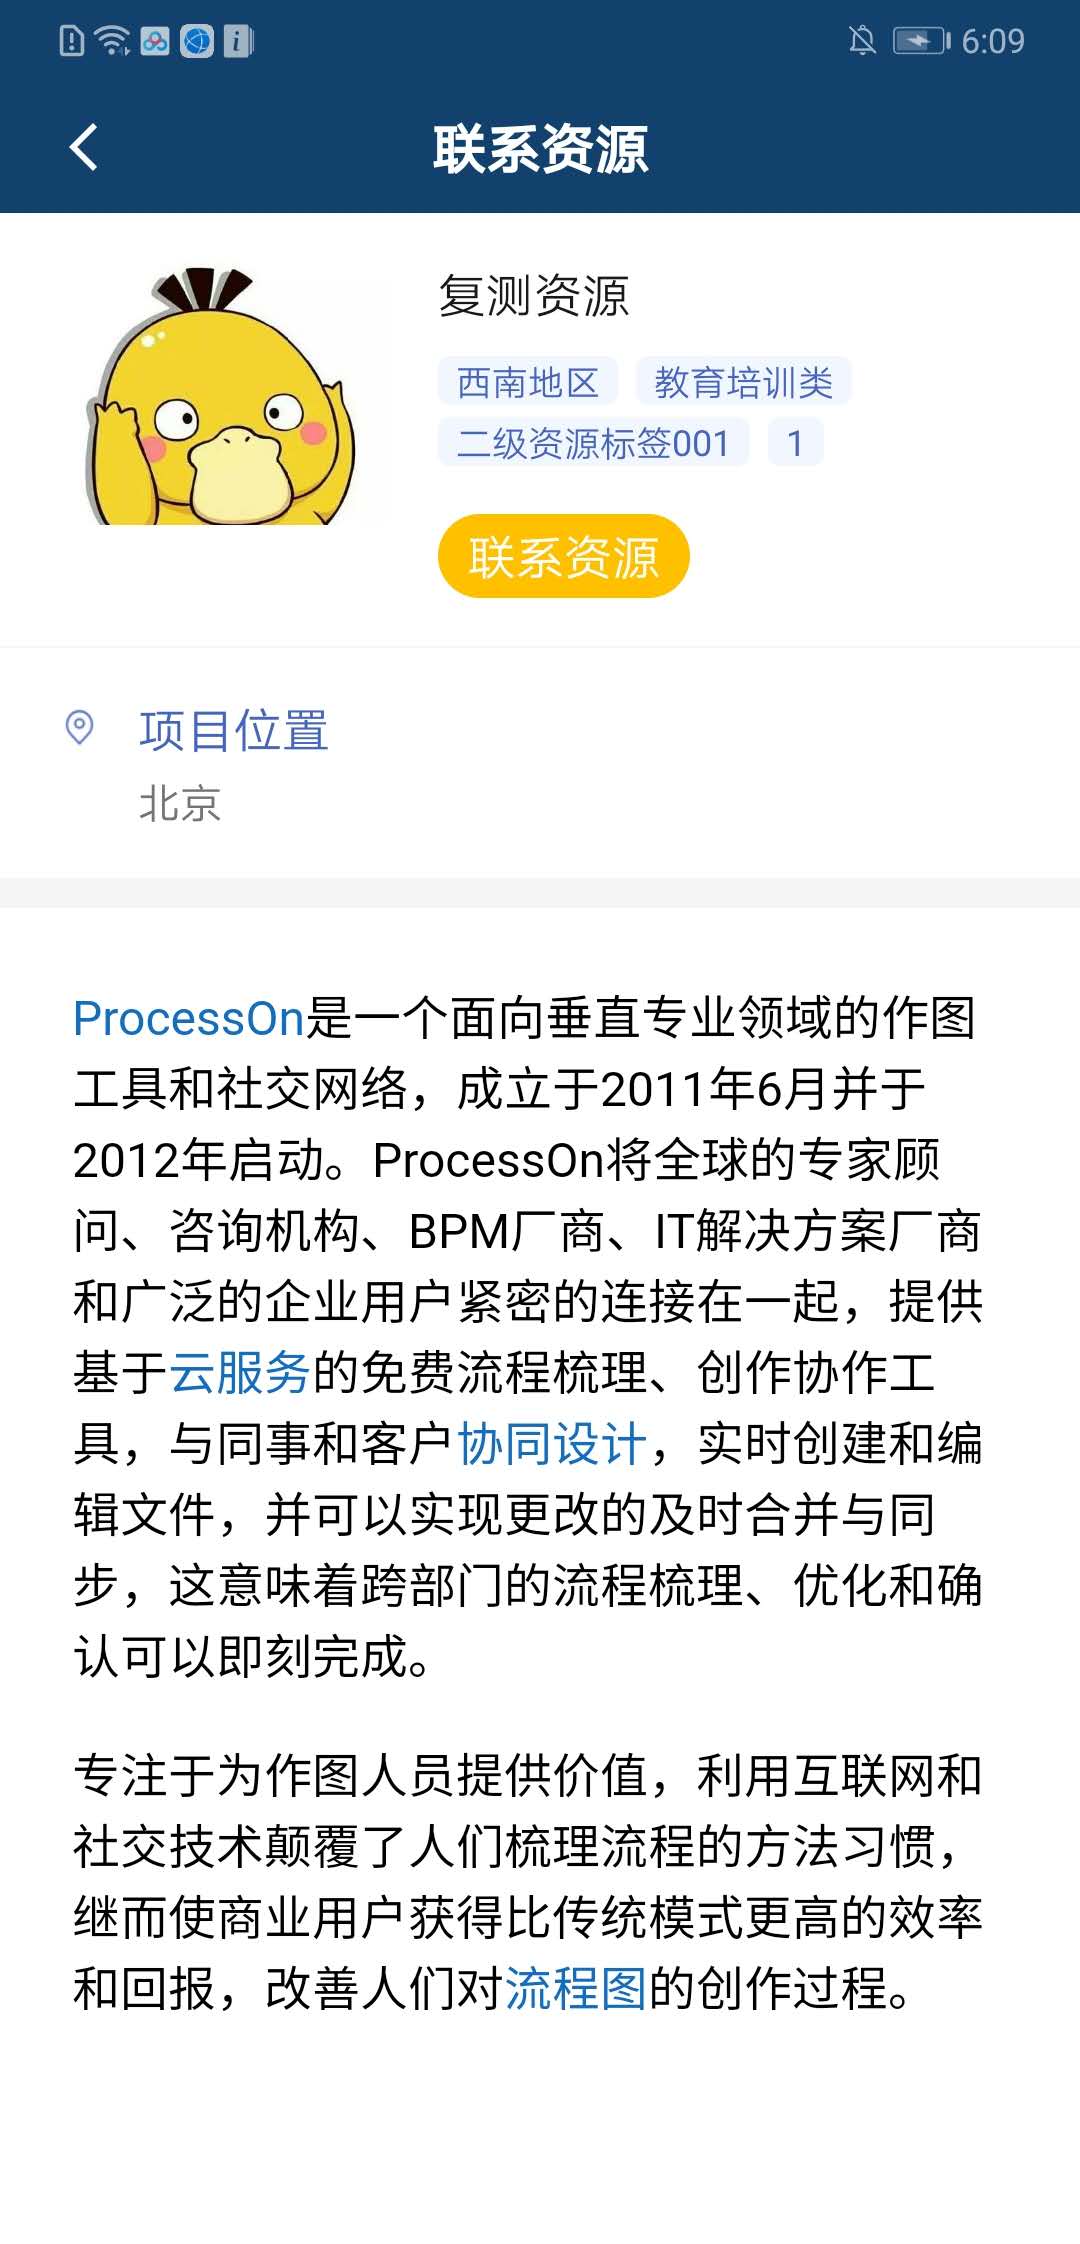 6:09
联系资源
复测资源
西南地区 教育培训类
二级资源标签001 1
联系资源
项目位置
北京
ProcessOn是一个面向垂直专业领域的作图
工具和社交网络，成立于2011年6月并于
2012年启动。ProcessOn将全球的专家顾
问、咨询机构、BPM厂商、IT解决方案厂商
和广泛的企业用户紧密的连接在一起，提供
基于云服务的免费流程梳理、创作协作工
具，与同事和客户协同设计，实时创建和编
辑文件，并可以实现更改的及时合并与同
步，这意味着跨部门的流程梳理、优化和确
认可以即刻完成。
专注于为作图人员提供价值，利用互联网和
社交技术颠覆了人们梳理流程的方法习惯，
继而使商业用户获得比传统模式更高的效率
和回报，改善人们对流程图的创作过程。